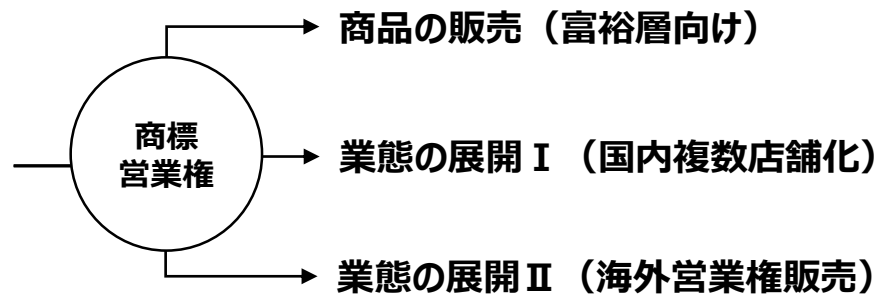 商品の販売（富裕層向け）
商標
営業権
業態の展開Ⅰ（国内複数店舗化）
業態の展開Ⅱ（海外営業権販売）